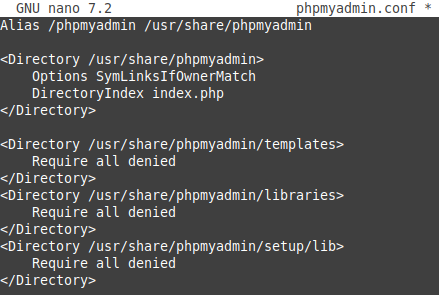 GNU nano 7.2 phpmyadmin.conf *
Alias /phpmyadmin /usr/share/phpmyadmin
<Directory /usr/share/phpmyadmin>
Options SymLinksIfOwnerMatch
DirectoryIndex index.php
</Directory>
<Directory /usr/share/phpmyadmin/templates>
Require all denied
</Directory>
<Directory /usr/share/phpmyadmin/libraries>
Require all denied
</Directory>
<Directory /usr/share/phpmyadmin/setup/lib>
Require all denied
</Directory>